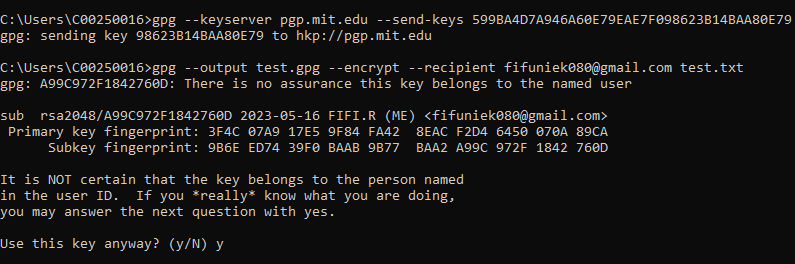 C:\Users\C00250016>gpg --keyserver pgp.mit.edu --send-keys 599BA4D7A946A60E79EAE7F098623B14BAA80E79
gpg: sending key 98623B14BAA80E79 to hkp://pgp.mit.edu
C:\Users\C00250016>gpg --output test.gpg --encrypt --recipient fifuniek080@gmail.com test.txt
gpg: A99C972F1842760D: There is no assurance this key belongs to the named user
sub  rsa2048/A99C972F1842760D 2023-05-16 FIFI.R (ME) <fifuniek080@gmail.com>
 Primary key fingerprint: 3F4C 07A9 17E5 9F84 FA42  8EAC F2D4 6450 070A 89CA
      Subkey fingerprint: 9B6E ED74 39F0 BAAB 9B77  BAA2 A99C 972F 1842 760D
It is NOT certain that the key belongs to the person named
in the user ID.  If you *really* know what you are doing,
you may answer the next question with yes.
Use this key anyway? (y/N) y